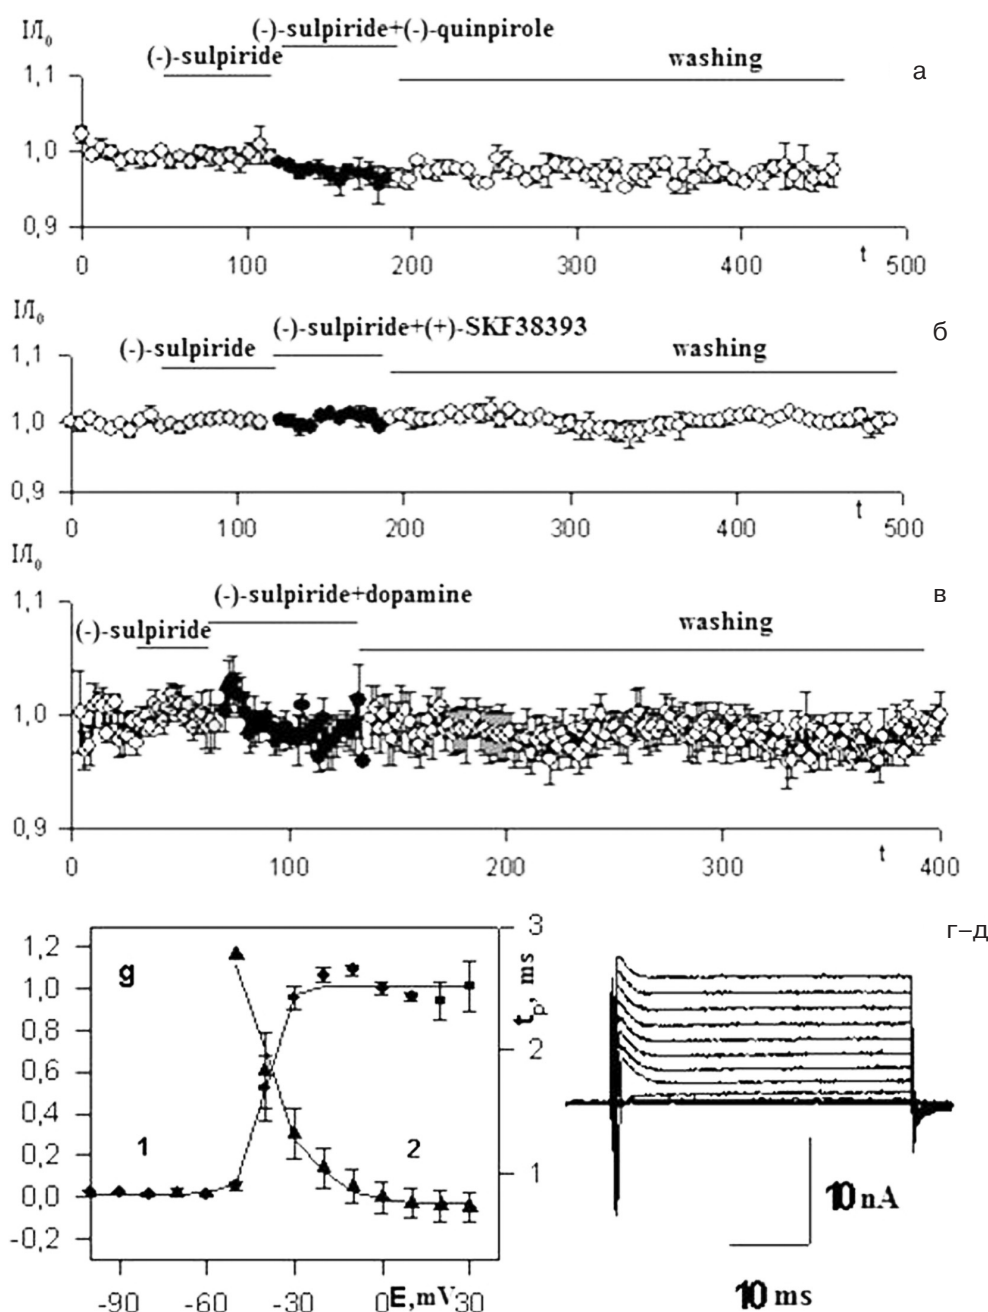 I/I₀
(-)-sulpiride+(-)-quinpirole
(-)-sulpiride
washing
а
1,1
1,0
0,9
0 100 200 300 400 t 500
I/I₀
(-)-sulpiride+(+)-SKF38393
б
(-)-sulpiride
washing
1,1
1,0
0,9
0 100 200 300 400 t 500
I/I₀
(-)-sulpiride+dopamine
в
(-)-sulpiride
washing
1,1
1,0
0,9
0 100 200 300 t 400
г–д
g
1,2
1,0
0,8
0,6
0,4
0,2
0,0
-0,2
1
2
3
2
1
tₚ, ms
-90 -60 -30 0 E,mV 30
10 nA
10 ms